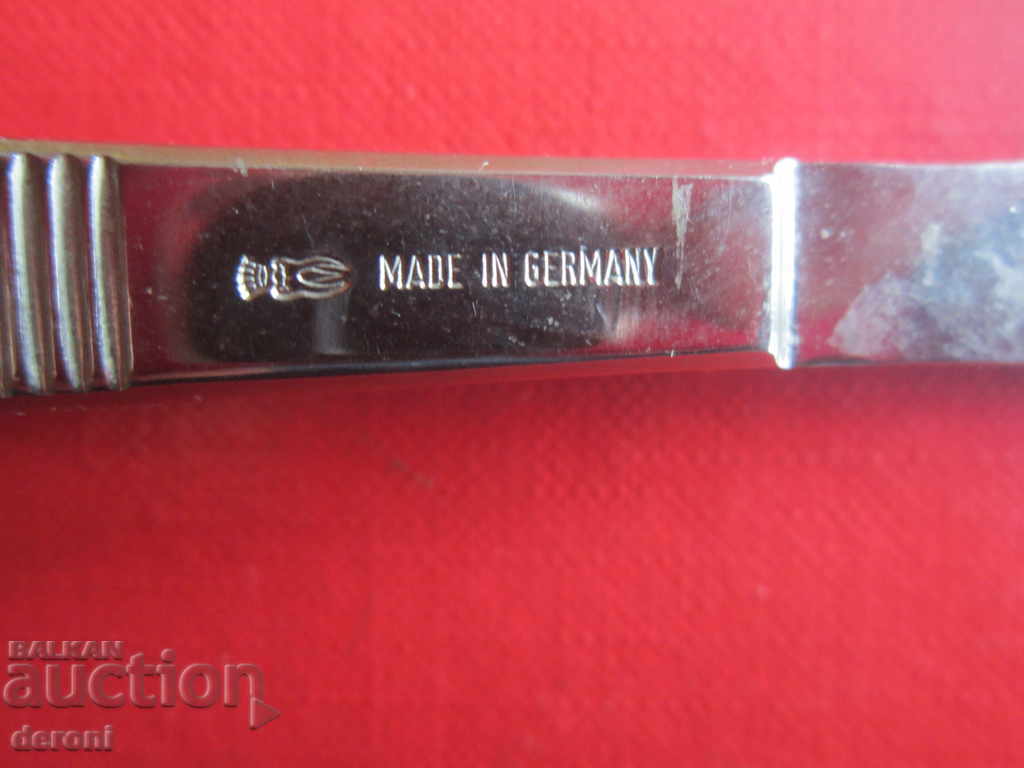 MADE IN GERMANY
BALKAN
auction
deroni